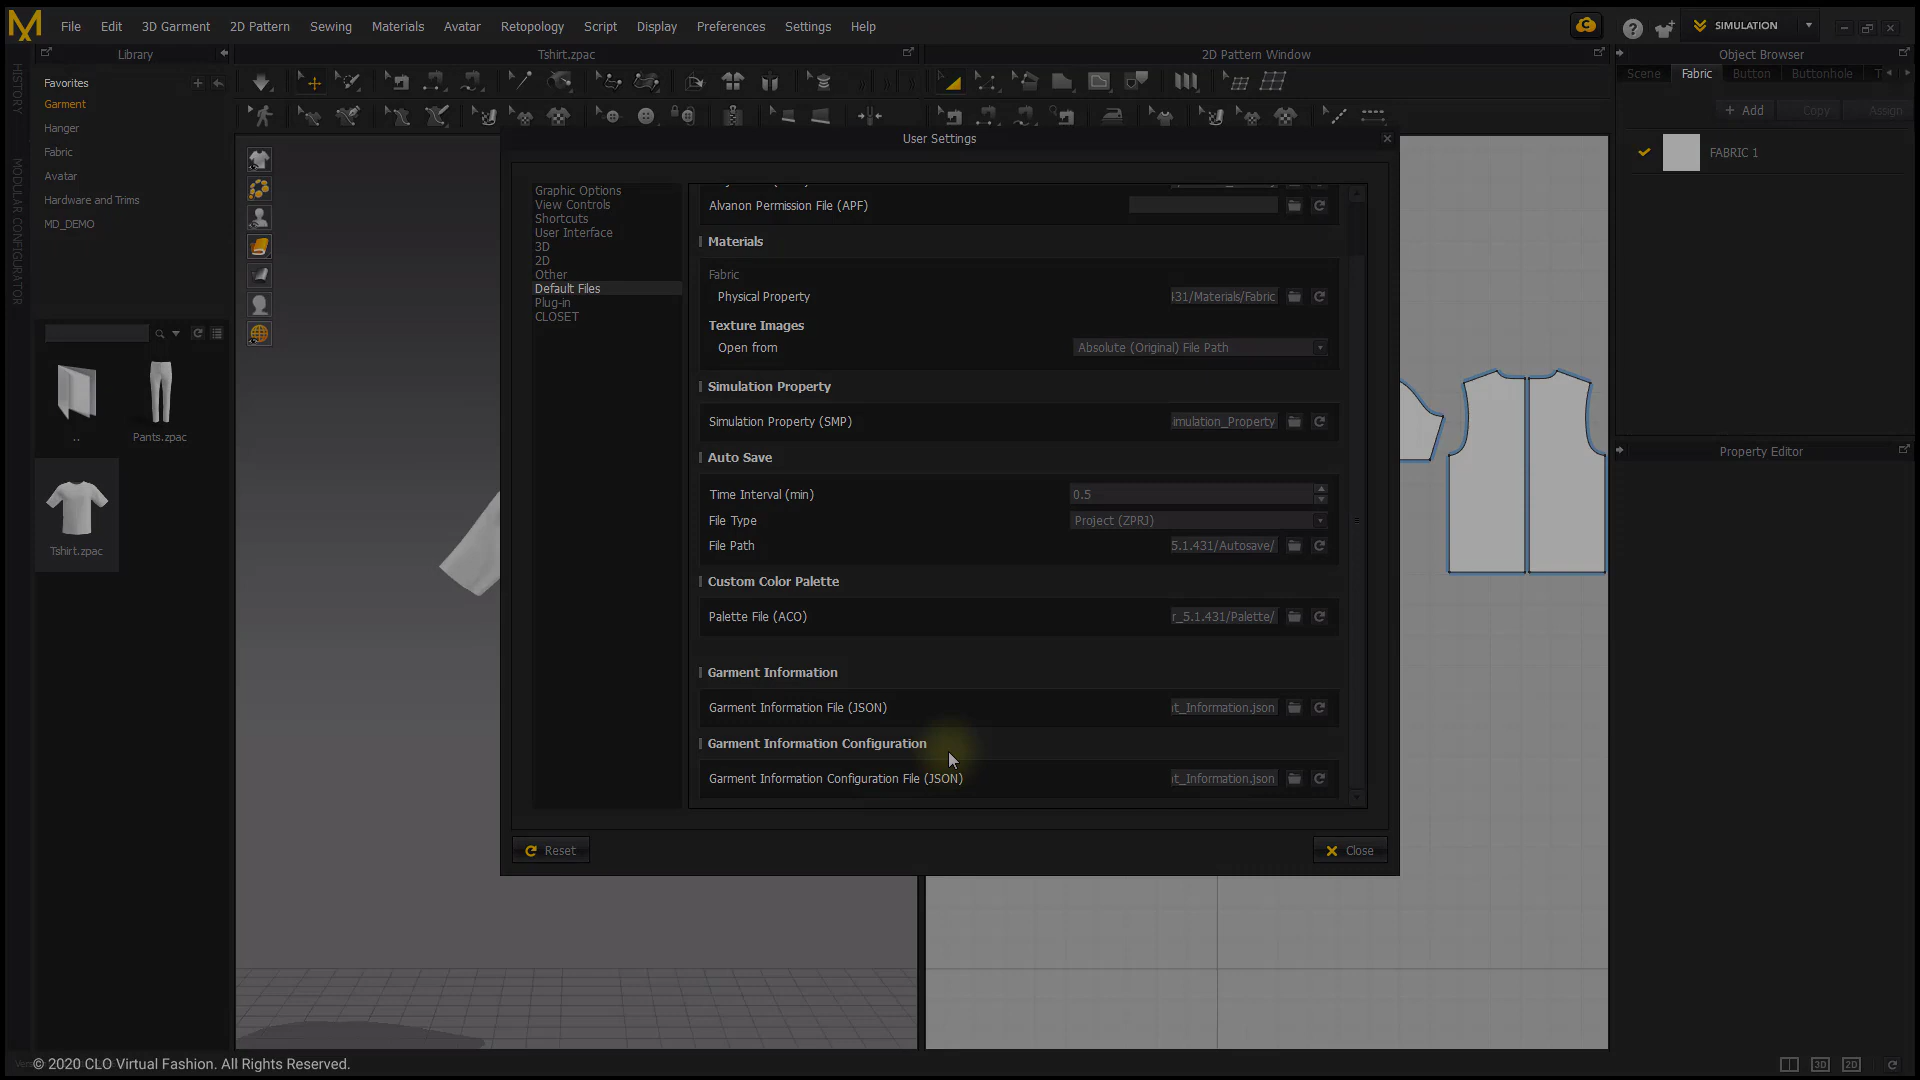 File Edit 3D Garment 2D Pattern Sewing Materials Avatar Retopology Script Display Preferences Settings Help
SIMULATION
Library
Tshirt.zpac
2D Pattern Window
Object Browser
HISTORY
MODULAR CONFIGURATOR
Favorites
Garment
Hanger
Fabric
Avatar
Hardware and Trims
MD_DEMO
..
Pants.zpac
Tshirt.zpac
Scene Fabric Button Buttonhole T
+ Add Copy Assign
FABRIC 1
Property Editor
User Settings
Graphic Options
View Controls
Shortcuts
User Interface
3D
2D
Other
Default Files
Plug-in
CLOSET
Alvanon Permission File (APF)
Materials
Fabric
Physical Property 431/Materials/Fabric
Texture Images
Open from Absolute (Original) File Path
Simulation Property
Simulation Property (SMP) imulation_Property
Auto Save
Time Interval (min) 0.5
File Type Project (ZPRJ)
File Path 5.1.431/Autosave/
Custom Color Palette
Palette File (ACO) r_5.1.431/Palette/
Garment Information
Garment Information File (JSON) t_Information.json
Garment Information Configuration
Garment Information Configuration File (JSON) t_Information.json
Reset
Close
© 2020 CLO Virtual Fashion. All Rights Reserved.
3D
2D